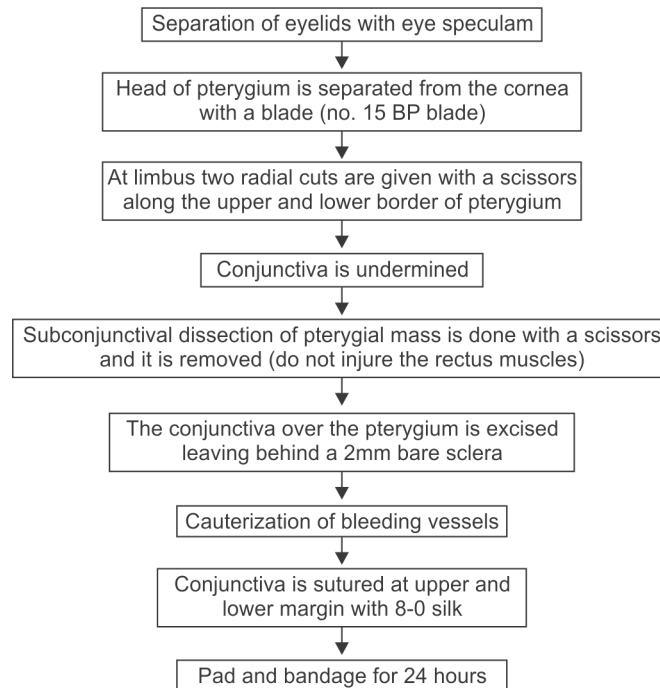 Separation of eyelids with eye speculam
Head of pterygium is separated from the cornea
with a blade (no. 15 BP blade)
At limbus two radial cuts are given with a scissors
along the upper and lower border of pterygium
Conjunctiva is undermined
Subconjunctival dissection of pterygial mass is done with a scissors
and it is removed (do not injure the rectus muscles)
The conjunctiva over the pterygium is excised
leaving behind a 2mm bare sclera
Cauterization of bleeding vessels
Conjunctiva is sutured at upper and
lower margin with 8-0 silk
Pad and bandage for 24 hours